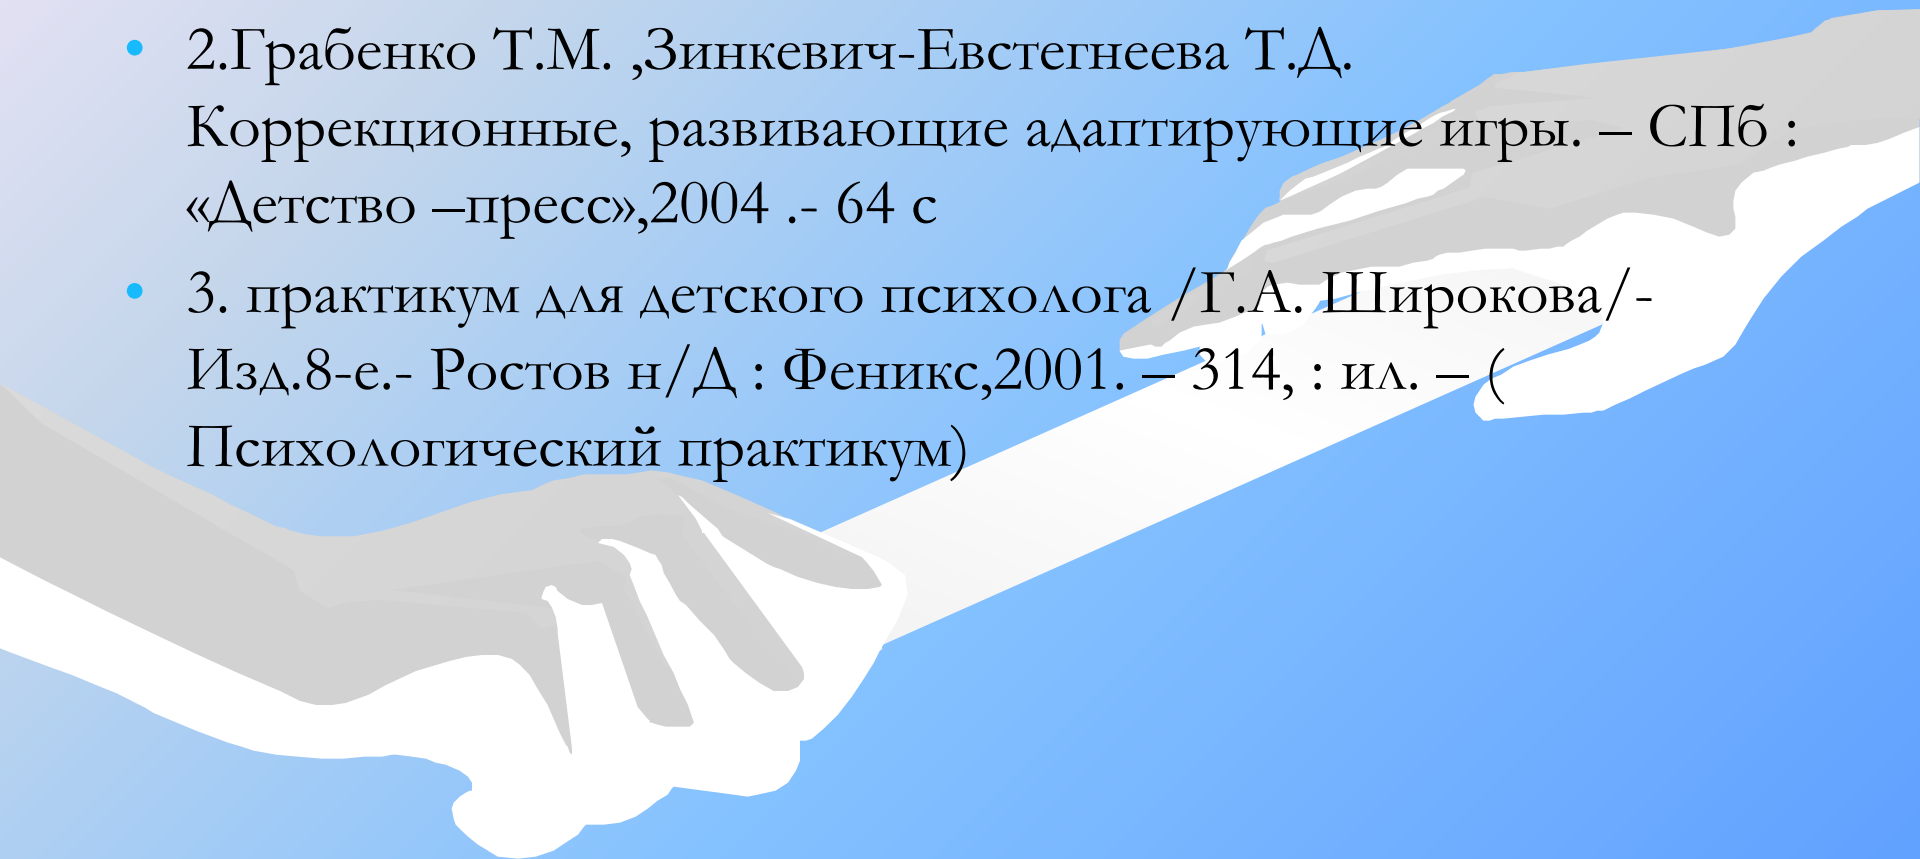 • 2.Грабенко Т.М. ,Зинкевич-Евстегнеева Т.Д.
Коррекционные, развивающие адаптирующие игры. – СПб :
«Детство –пресс»,2004 .- 64 с
• 3. практикум для детского психолога /Г.А. Широкова/-
Изд.8-е.- Ростов н/Д : Феникс,2001. – 314, : ил. – (
Психологический практикум)